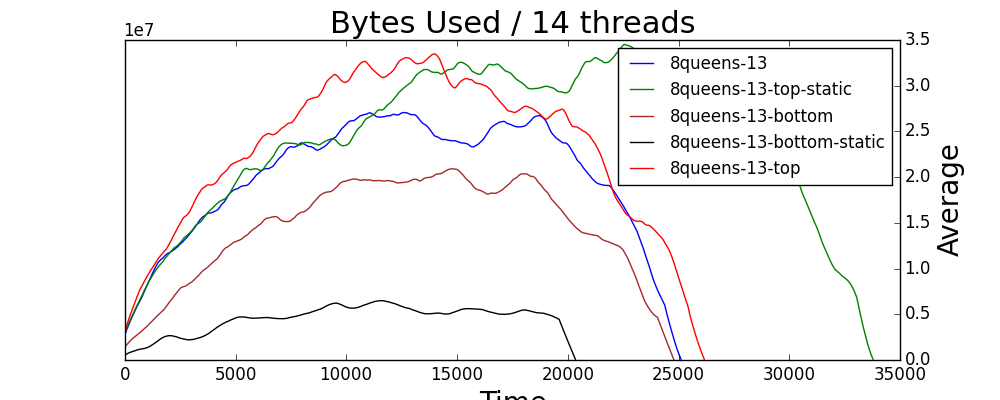 Bytes Used / 14 threads
1e7
3.5
3.0
2.5
2.0
1.5
1.0
0.5
0.0
Average
8queens-13
8queens-13-top-static
8queens-13-bottom
8queens-13-bottom-static
8queens-13-top
0 5000 10000 15000 20000 25000 30000 35000
Time